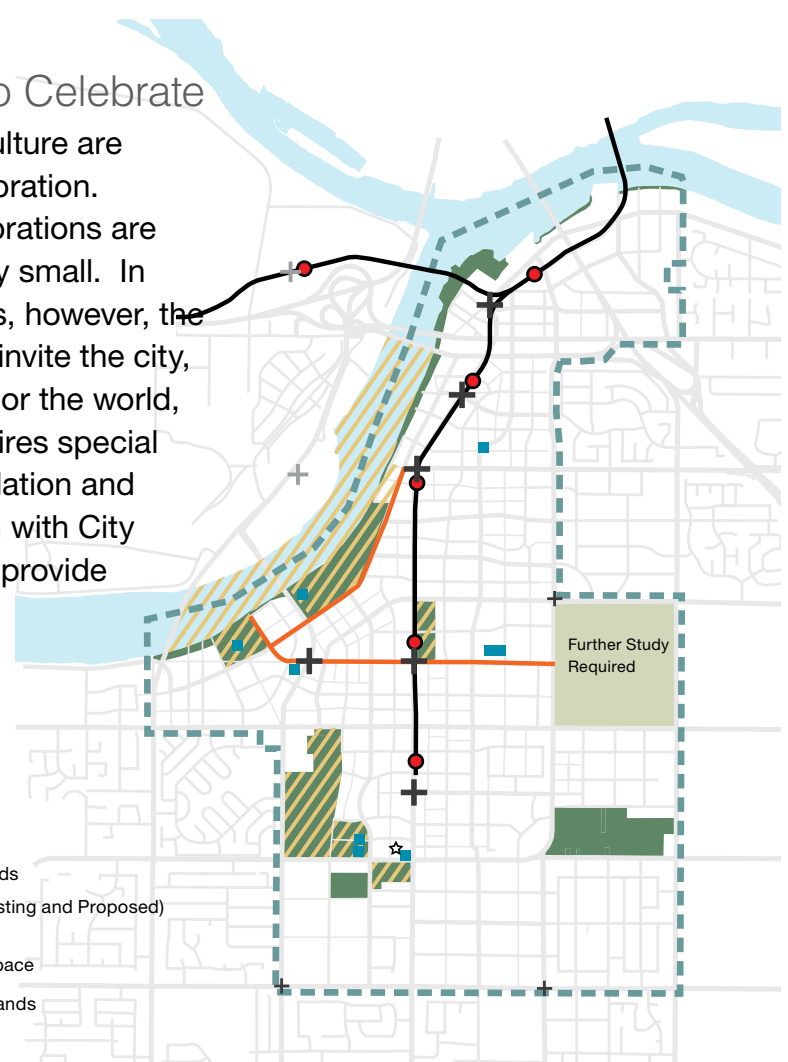 o Celebrate
ulture are
oration.
orations are
y small. In
s, however, the
invite the city,
or the world,
ires special
lation and
n with City
provide
Further Study
Required
ds
sting and Proposed)
pace
ands